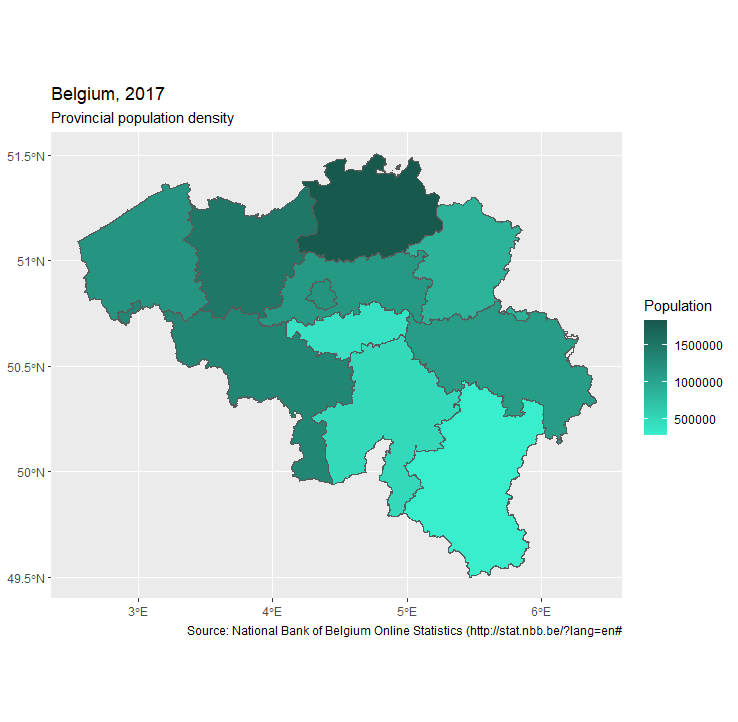 Belgium, 2017
Provincial population density
51.5°N
51°N
50.5°N
50°N
49.5°N
3°E
4°E
5°E
6°E
Population
1500000
1000000
500000
Source: National Bank of Belgium Online Statistics (http://stat.nbb.be/?lang=en#